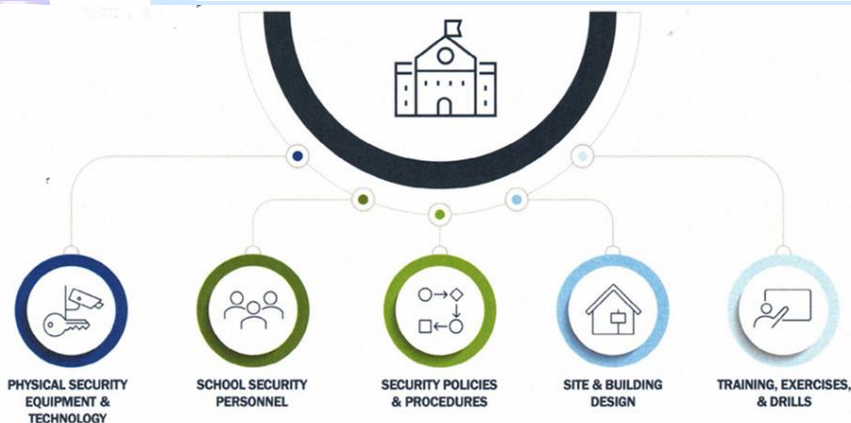 PHYSICAL SECURITY
EQUIPMENT &
TECHNOLOGY
SCHOOL SECURITY
PERSONNEL
SECURITY POLICIES
& PROCEDURES
SITE & BUILDING
DESIGN
TRAINING, EXERCISES,
& DRILLS